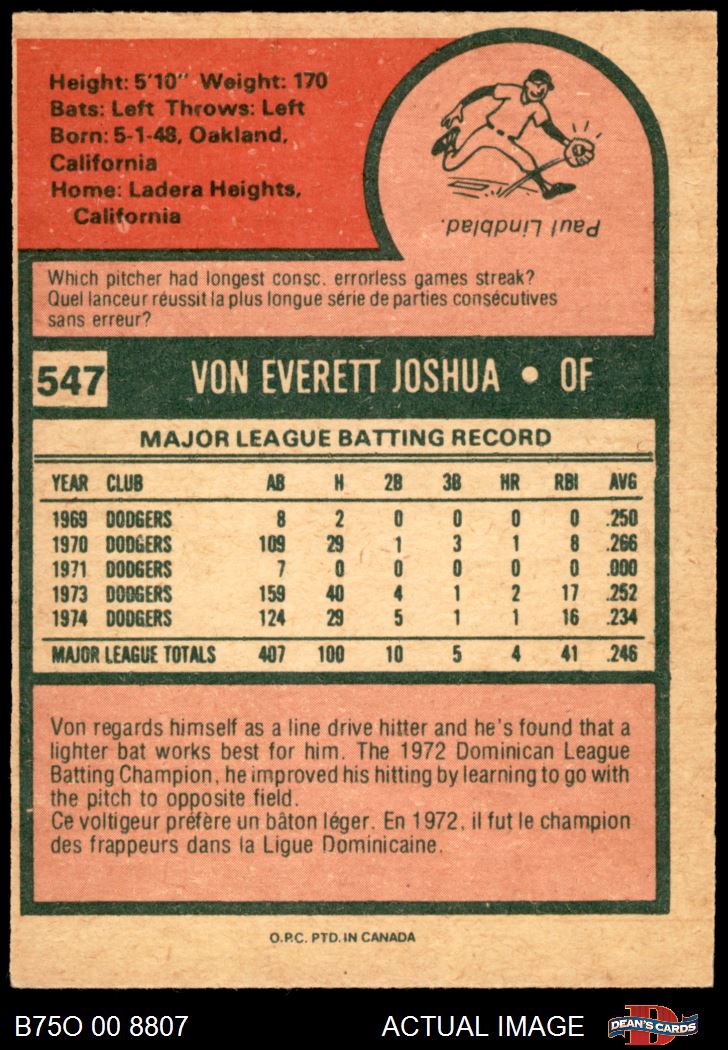 Height: 5'10" Weight: 170
Bats: Left Throws: Left
Born: 5-1-48, Oakland,
California
Home: Ladera Heights,
California
Paul Lindblad.
Which pitcher had longest consc. errorless games streak?
Quel lanceur réussit la plus longue série de parties consécutives
sans erreur?
547 VON EVERETT JOSHUA • OF
MAJOR LEAGUE BATTING RECORD
YEAR CLUB AB H 2B 3B HR RBI AVG
1969 DODGERS 8 2 0 0 0 0 .250
1970 DODGERS 109 29 1 3 1 8 .266
1971 DODGERS 7 0 0 0 0 0 .000
1973 DODGERS 159 40 4 1 2 17 .252
1974 DODGERS 124 29 5 1 1 16 .234
MAJOR LEAGUE TOTALS 407 100 10 5 4 41 .246
Von regards himself as a line drive hitter and he's found that a
lighter bat works best for him. The 1972 Dominican League
Batting Champion, he improved his hitting by learning to go with
the pitch to opposite field.
Ce voltigeur préfère un bâton léger. En 1972, il fut le champion
des frappeurs dans la Ligue Dominicaine.
O.P.C. PTD. IN CANADA
B75O 00 8807 ACTUAL IMAGE D DEAN'S CARDS